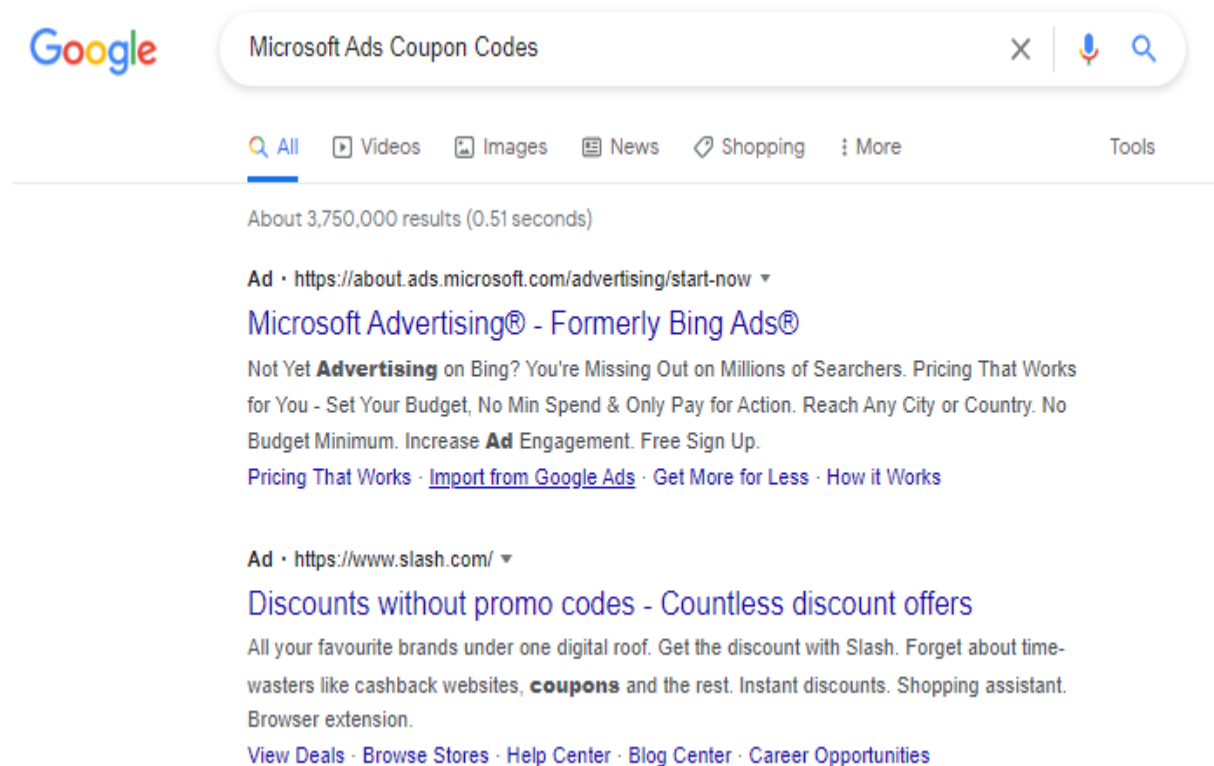 Google
Microsoft Ads Coupon Codes
All Videos Images News Shopping More Tools
About 3,750,000 results (0.51 seconds)
Ad · https://about.ads.microsoft.com/advertising/start-now
Microsoft Advertising® - Formerly Bing Ads®
Not Yet Advertising on Bing? You're Missing Out on Millions of Searchers. Pricing That Works
for You - Set Your Budget, No Min Spend & Only Pay for Action. Reach Any City or Country. No
Budget Minimum. Increase Ad Engagement. Free Sign Up.
Pricing That Works · Import from Google Ads · Get More for Less · How it Works
Ad · https://www.slash.com/
Discounts without promo codes - Countless discount offers
All your favourite brands under one digital roof. Get the discount with Slash. Forget about time-
wasters like cashback websites, coupons and the rest. Instant discounts. Shopping assistant.
Browser extension.
View Deals · Browse Stores · Help Center · Blog Center · Career Opportunities